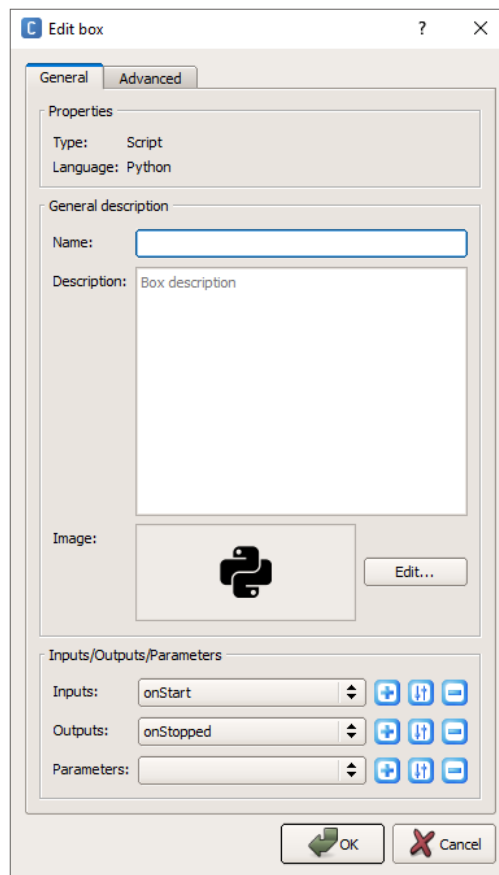 C Edit box ?
General Advanced
Properties
Type: Script
Language: Python
General description
Name:
Description: Box description
Image:
Edit...
Inputs/Outputs/Parameters
Inputs: onStart
Outputs: onStopped
Parameters:
OK Cancel